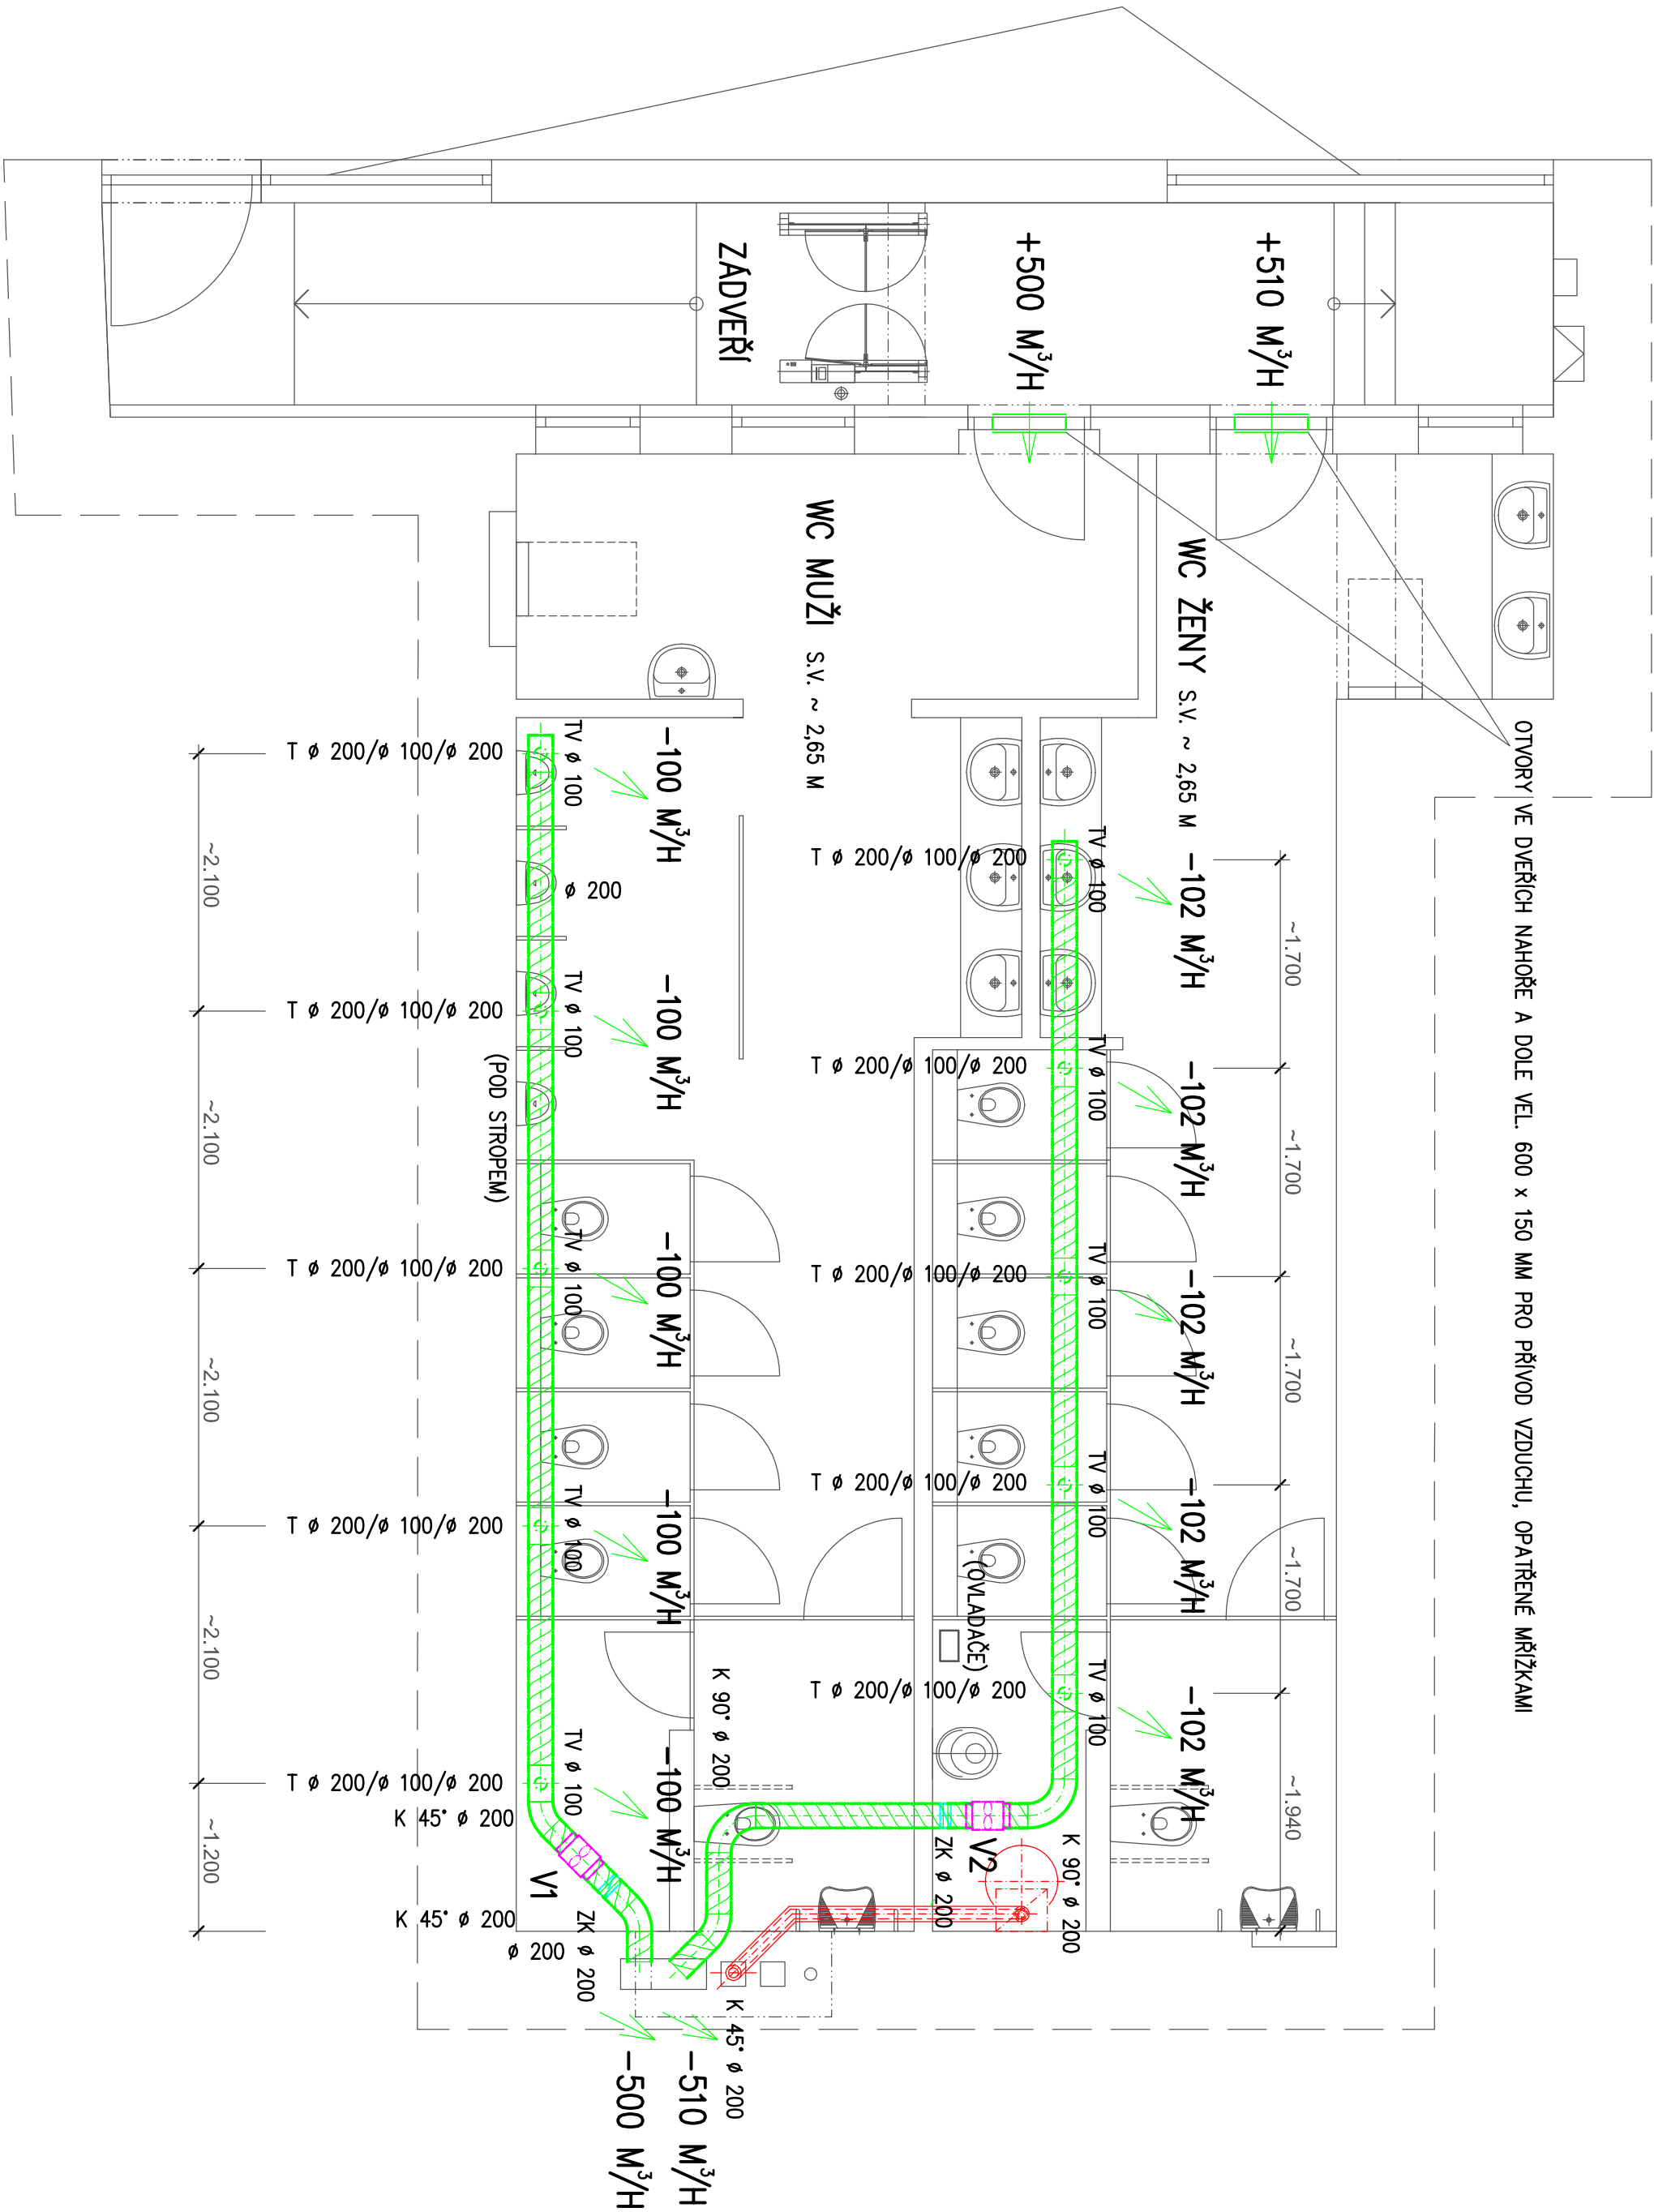 OTVORY VE DVEŘÍCH NAHOŘE A DOLE VEL. 600 x 150 MM PRO PŘÍVOD VZDUCHU, OPATŘENÉ MŘÍŽKAMI
+510 M³/H
+500 M³/H
ZÁDVEŘÍ
WC ŽENY S.V. ~ 2,65 M
WC MUŽI S.V. ~ 2,65 M
~1.700
~1.700
~1.700
~1.700
~1.940
-102 M³/H
-102 M³/H
-102 M³/H
-102 M³/H
-102 M³/H
TV ø 100
TV ø 100
TV ø 100
TV ø 100
TV ø 100
K 90° ø 200
T ø 200/ø 100/ø 200
T ø 200/ø 100/ø 200
T ø 200/ø 100/ø 200
T ø 200/ø 100/ø 200
T ø 200/ø 100/ø 200
(OVLADAČE)
V2
ZK ø 200
K 90° ø 200
K 45° ø 200
-100 M³/H
-100 M³/H
-100 M³/H
-100 M³/H
-100 M³/H
-510 M³/H
-500 M³/H
TV ø 100
ø 200
TV ø 100
TV ø 100
TV ø 100
TV ø 100
V1
ZK ø 200
(POD STROPEM)
T ø 200/ø 100/ø 200
T ø 200/ø 100/ø 200
T ø 200/ø 100/ø 200
T ø 200/ø 100/ø 200
T ø 200/ø 100/ø 200
K 45° ø 200
K 45° ø 200
ø 200
~2.100
~2.100
~2.100
~2.100
~1.200